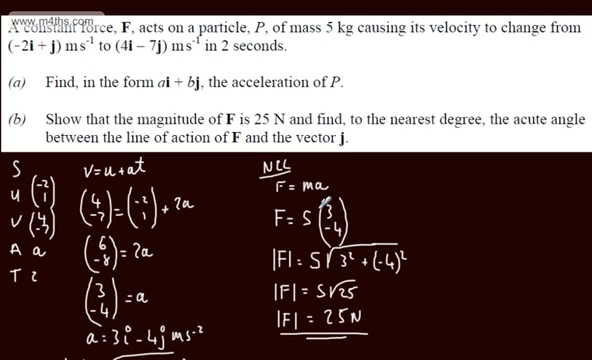 www.m4ths.com
A constant force, F, acts on a particle, P, of mass 5 kg causing its velocity to change from
(−2i + j) m s⁻¹ to (4i − 7j) m s⁻¹ in 2 seconds.
(a) Find, in the form ai + bj, the acceleration of P.
(b) Show that the magnitude of F is 25 N and find, to the nearest degree, the acute angle
between the line of action of F and the vector j.
S
U (-2 1)
V (4 -7)
A a
T 2
V=u+at
(4 -7) = (-2 1) + 2a
(6 -8) = 2a
(3 -4) = a
a = 3i - 4j ms⁻²
NLL
F = ma
F = 5 (3 -4)
|F| = 5√3² + (-4)²
|F| = 5√25
|F| = 25N